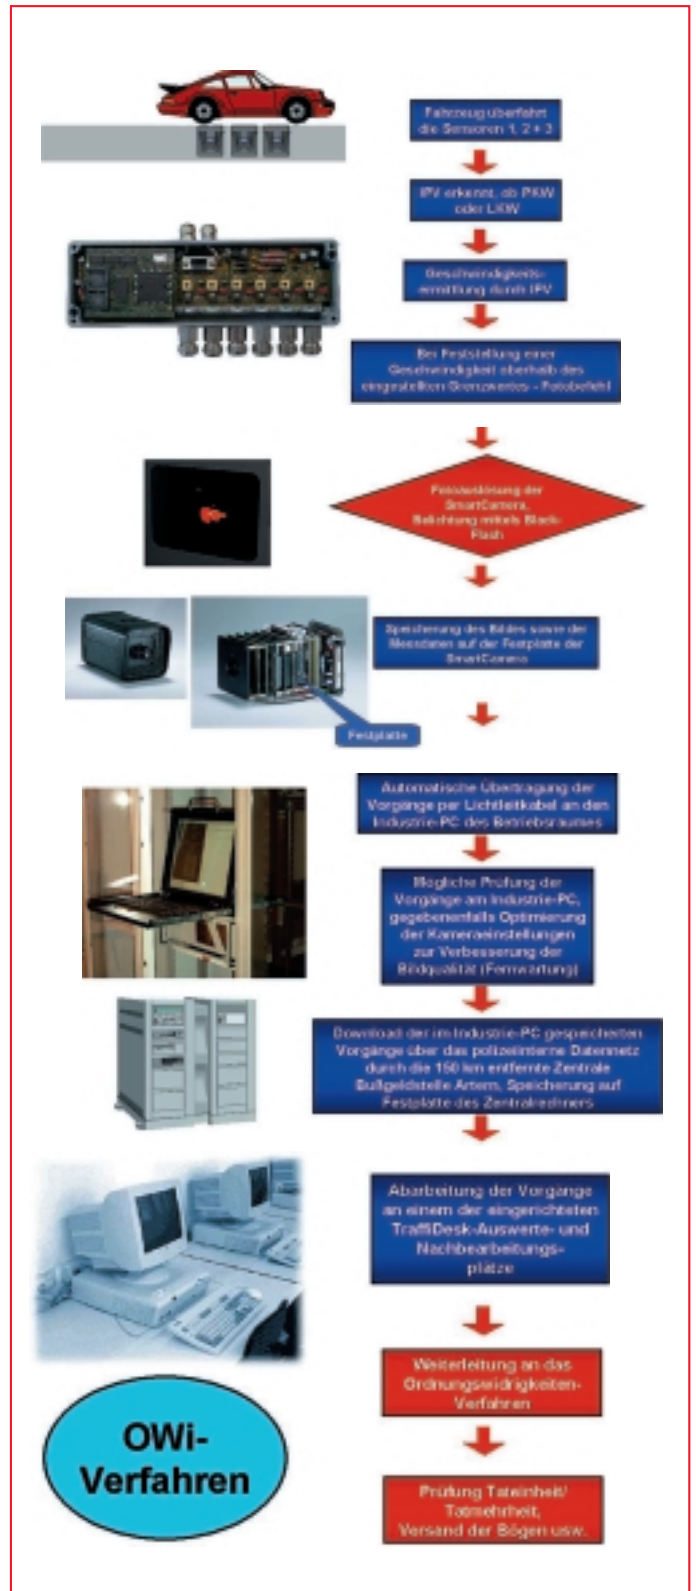 Fahrzeug überfährt
die Sensoren 1, 2 + 3
IPV erkennt, ob PKW
oder LKW
Geschwindigkeits-
ermittlung durch IPV
Bei Feststellung einer
Geschwindigkeit oberhalb des
eingestellten Grenzwertes - Fotobefehl
Fernauslösung der
SmartCamera,
Belichtung mittels Black-
Flash
Speicherung des Bildes sowie der
Messdaten auf der Festplatte der
SmartCamera
Festplatte
Automatische Übertragung der
Vorgänge per Lichtleitkabel an den
Industrie-PC des Betriebsraumes
Mögliche Prüfung der
Vorgänge am Industrie-PC,
gegebenenfalls Optimierung
der Kameraeinstellungen
zur Verbesserung der
Bildqualität (Fernwartung)
Download der im Industrie-PC gespeicherten
Vorgänge über das polizeiinterne Datennetz
durch die 150 km entfernte Zentrale
Bußgeldstelle Artern, Speicherung auf
Festplatte des Zentralrechners
Abarbeitung der Vorgänge
an einem der eingerichteten
TraffiDesk-Auswerte- und
Nachbearbeitungs-
plätze
Weiterleitung an das
Ordnungswidrigkeiten-
Verfahren
OWi-
Verfahren
Prüfung Tateinheit/
Tatmehrheit,
Versand der Bögen usw.